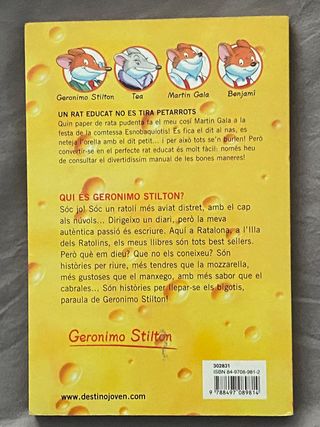 Geronimo Stilton
Tea
Martin Gala
Benjamí
UN RATOLÍ EDUCAT NO ES TIRA PETARROTS
Quin paper de rata pudenta fa el meu cosí Martin Gala a la
festa de la comtessa Esnobaquilotis! Es fica el dit al nas, es
neteja l'orella amb el dit petit... i per això tots se'n burlen! Però
convertir-se en el perfecte rat educat és molt fàcil: només heu
de consultar el divertidíssim manual de les bones maneres!
QUI ÉS GERONIMO STILTON?
Sóc jo! Sóc un ratolí més aviat distret, amb el cap
als núvols... Dirigeixo un diari, però la meva
autèntica passió és escriure. Aquí a Ratalona, a l'Illa
dels Ratolins, els meus llibres són tots best sellers.
Però què em dieu? Que no els coneixeu? Són
històries per riure, més tendres que la mozzarella,
més gustoses que el manxego, amb més sabor que el
cabrales... Són històries per llepar-se els bigotis,
paraula de Geronimo Stilton!
Geronimo Stilton
www.destinojoven.com
302831
ISBN 84-9708-981-2
9 788497 089814